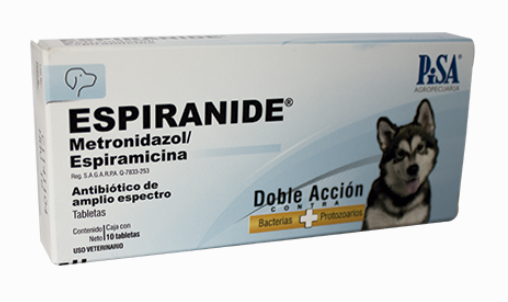 PiSA®
AGROPECUARIA
ESPIRANIDE®
Metronidazol/
Espiramicina
Reg. S.A.G.A.R.P.A. Q-7833-253
Antibiótico de
amplio espectro
Tabletas
Contenido Caja con
Neto 10 tabletas
USO VETERINARIO
Doble Acción
CONTRA
Bacterias + Protozoarios